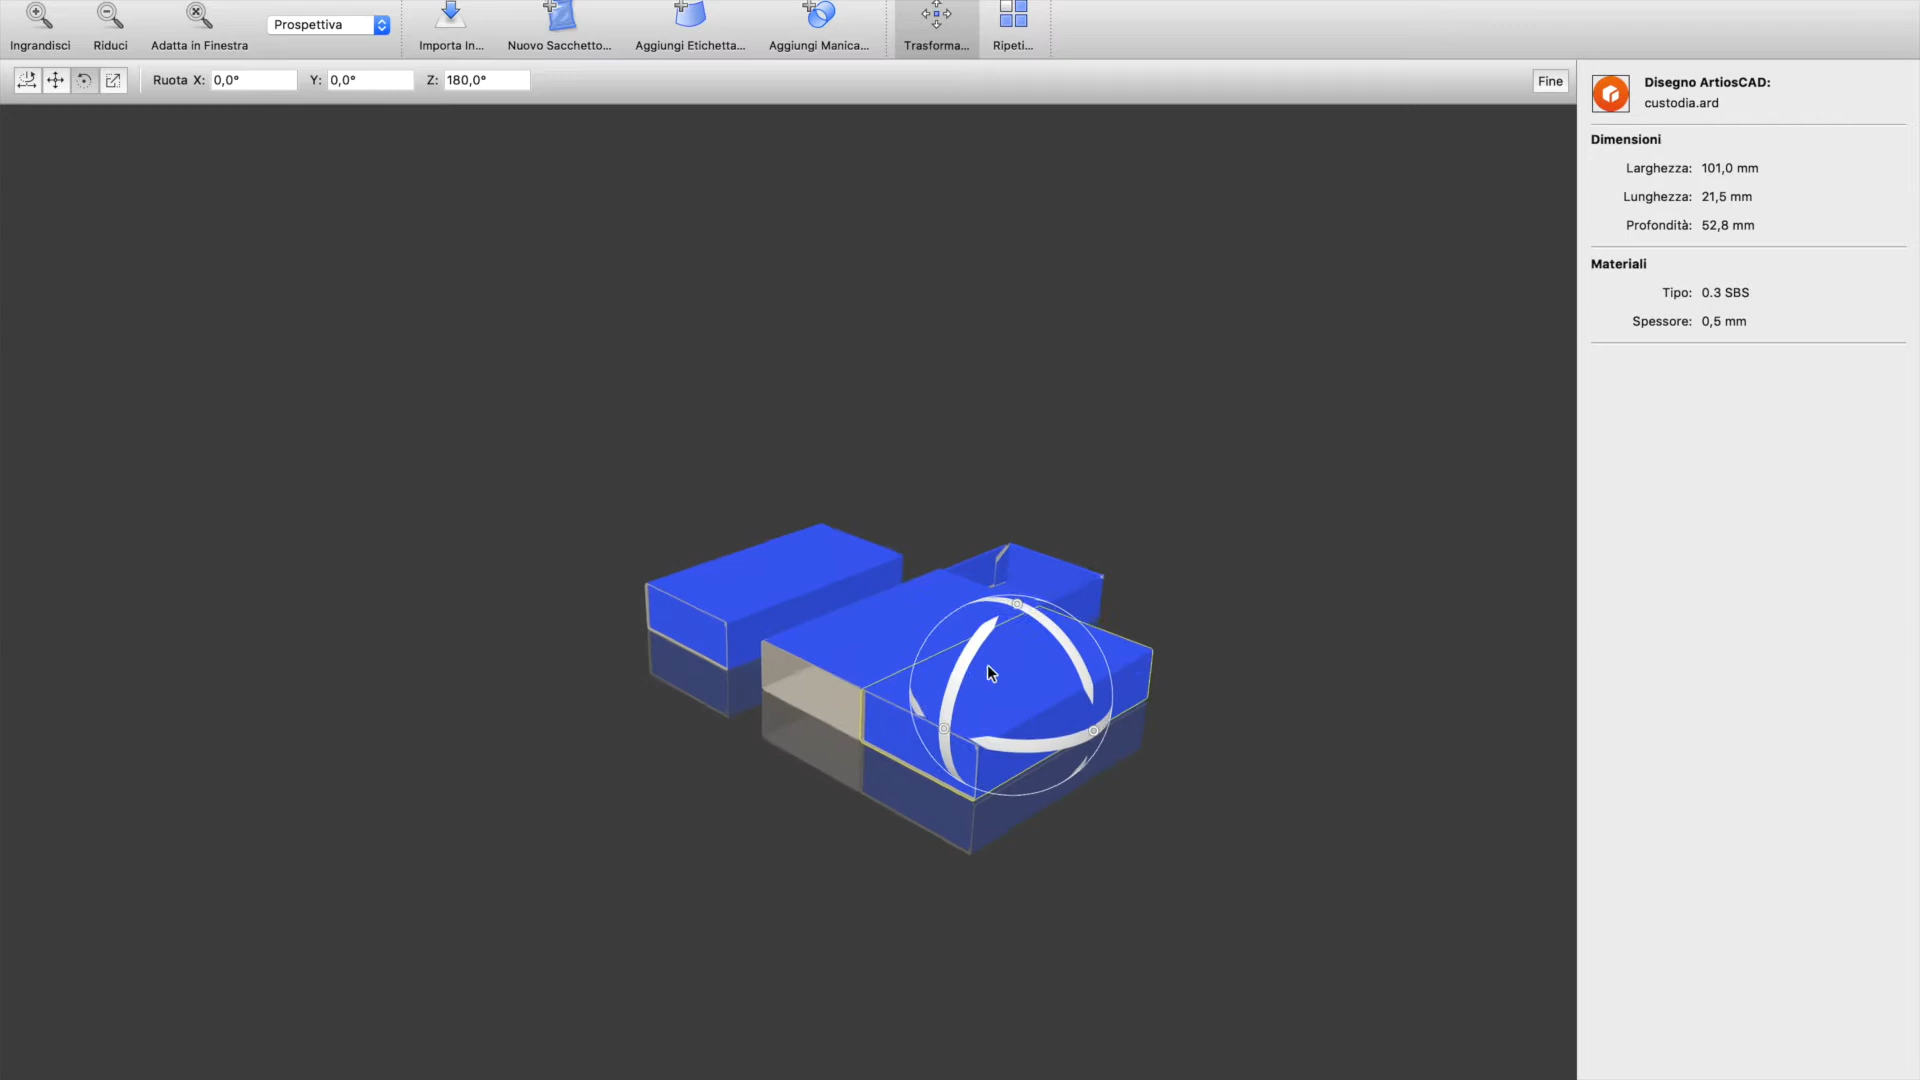 Ingrandisci
Riduci
Adatta in Finestra
Prospettiva
Importa In...
Nuovo Sacchetto...
Aggiungi Etichetta...
Aggiungi Manica...
Trasforma...
Ripeti...
Ruota X: 0,0° Y: 0,0° Z: 180,0°
Fine
Disegno ArtiosCAD:
custodia.ard
Dimensioni
Larghezza: 101,0 mm
Lunghezza: 21,5 mm
Profondità: 52,8 mm
Materiali
Tipo: 0.3 SBS
Spessore: 0,5 mm